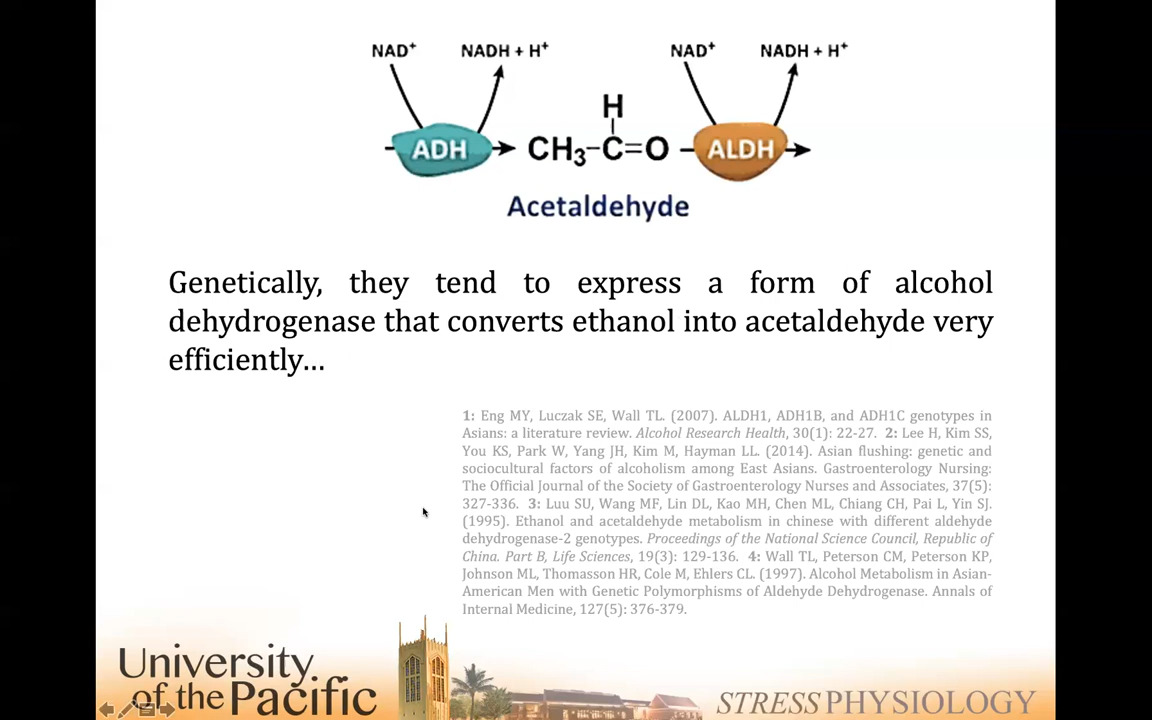 NAD⁺ NADH + H⁺ NAD⁺ NADH + H⁺
H
ADH CH₃-C=O ALDH
Acetaldehyde
Genetically, they tend to express a form of alcohol
dehydrogenase that converts ethanol into acetaldehyde very
efficiently...
1: Eng MY, Luczak SE, Wall TL. (2007). ALDH1, ADH1B, and ADH1C genotypes in
Asians: a literature review. Alcohol Research Health, 30(1): 22-27. 2: Lee H, Kim SS,
You KS, Park W, Yang JH, Kim M, Hayman LL. (2014). Asian flushing: genetic and
sociocultural factors of alcoholism among East Asians. Gastroenterology Nursing:
The Official Journal of the Society of Gastroenterology Nurses and Associates, 37(5):
327-336. 3: Luu SU, Wang MF, Lin DL, Kao MH, Chen ML, Chiang CH, Pai L, Yin SJ.
(1995). Ethanol and acetaldehyde metabolism in chinese with different aldehyde
dehydrogenase-2 genotypes. Proceedings of the National Science Council, Republic of
China. Part B, Life Sciences, 19(3): 129-136. 4: Wall TL, Peterson CM, Peterson KP,
Johnson ML, Thomasson HR, Cole M, Ehlers CL. (1997). Alcohol Metabolism in Asian-
American Men with Genetic Polymorphisms of Aldehyde Dehydrogenase. Annals of
Internal Medicine, 127(5): 376-379.
University
of the Pacific
STRESS PHYSIOLOGY